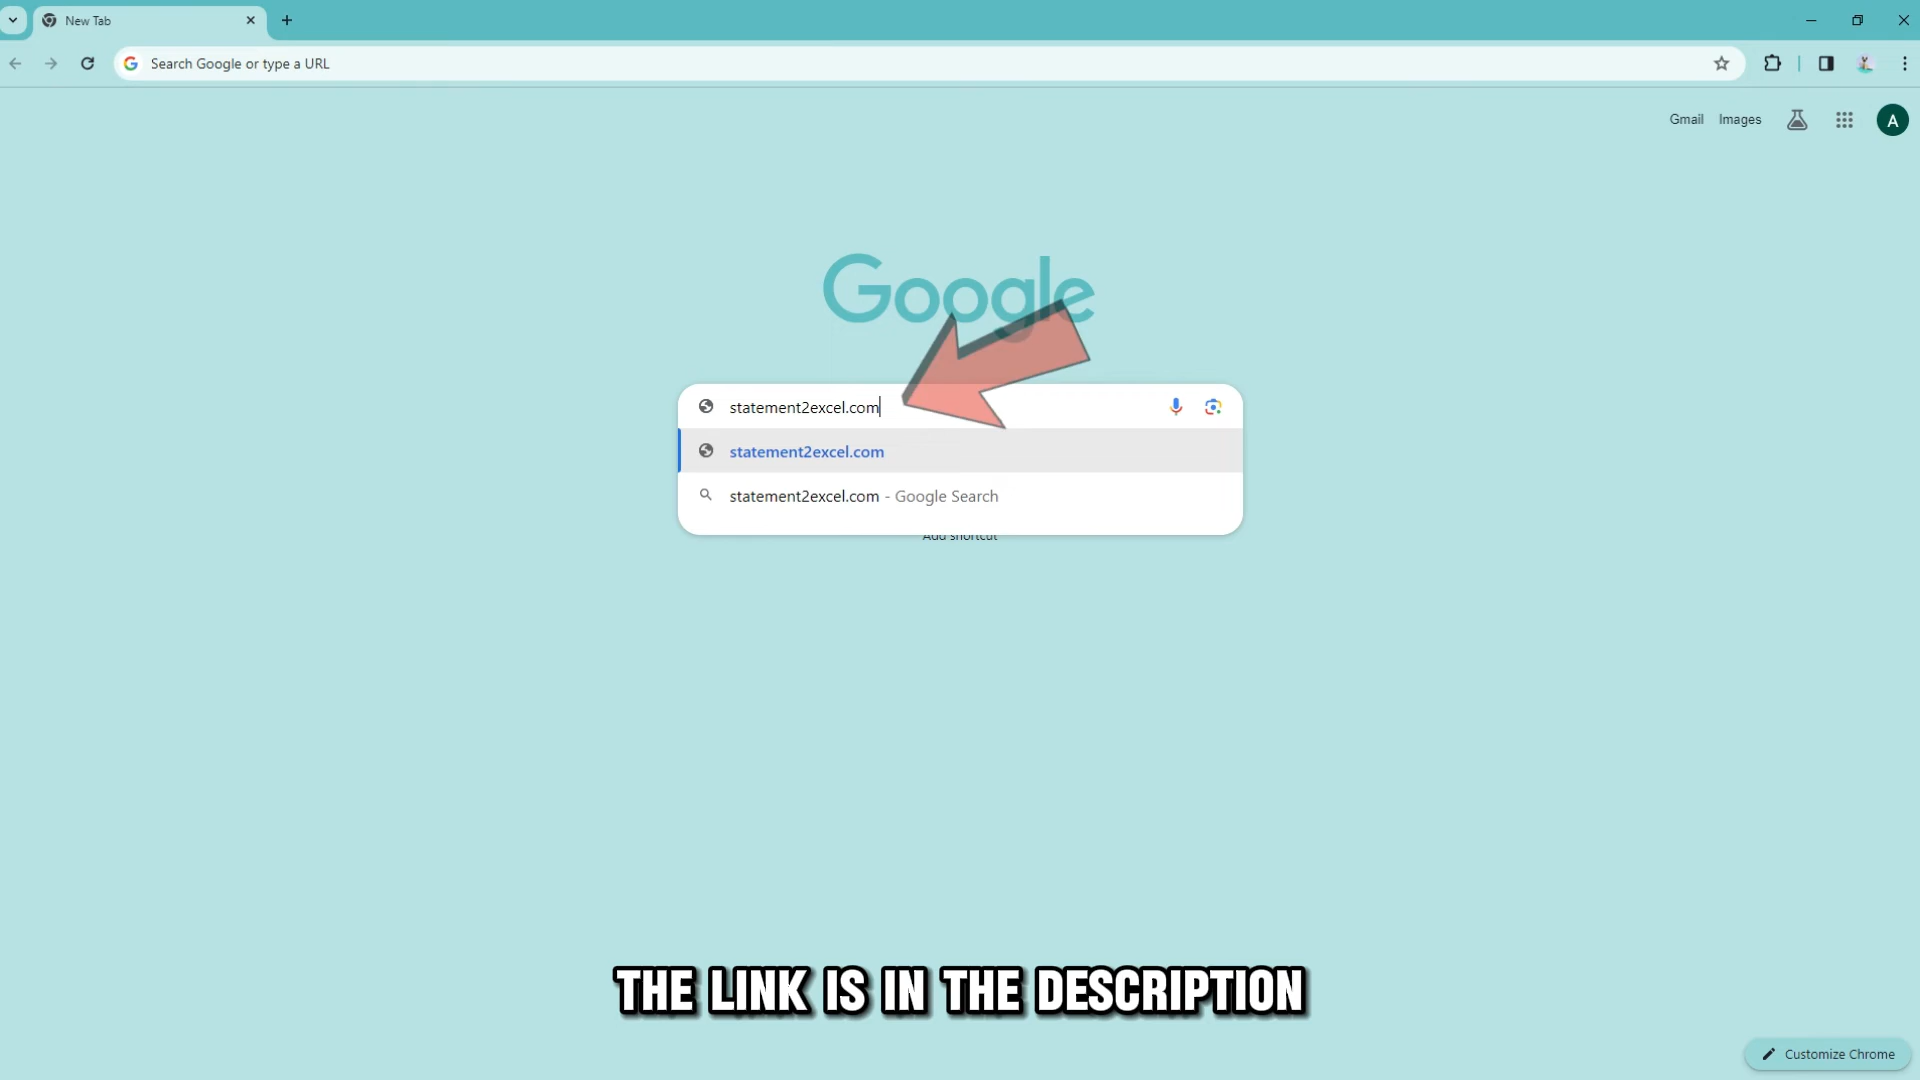 New Tab
Search Google or type a URL
Gmail Images
A
Google
statement2excel.com
statement2excel.com
statement2excel.com - Google Search
Add shortcut
THE LINK IS IN THE DESCRIPTION
Customize Chrome